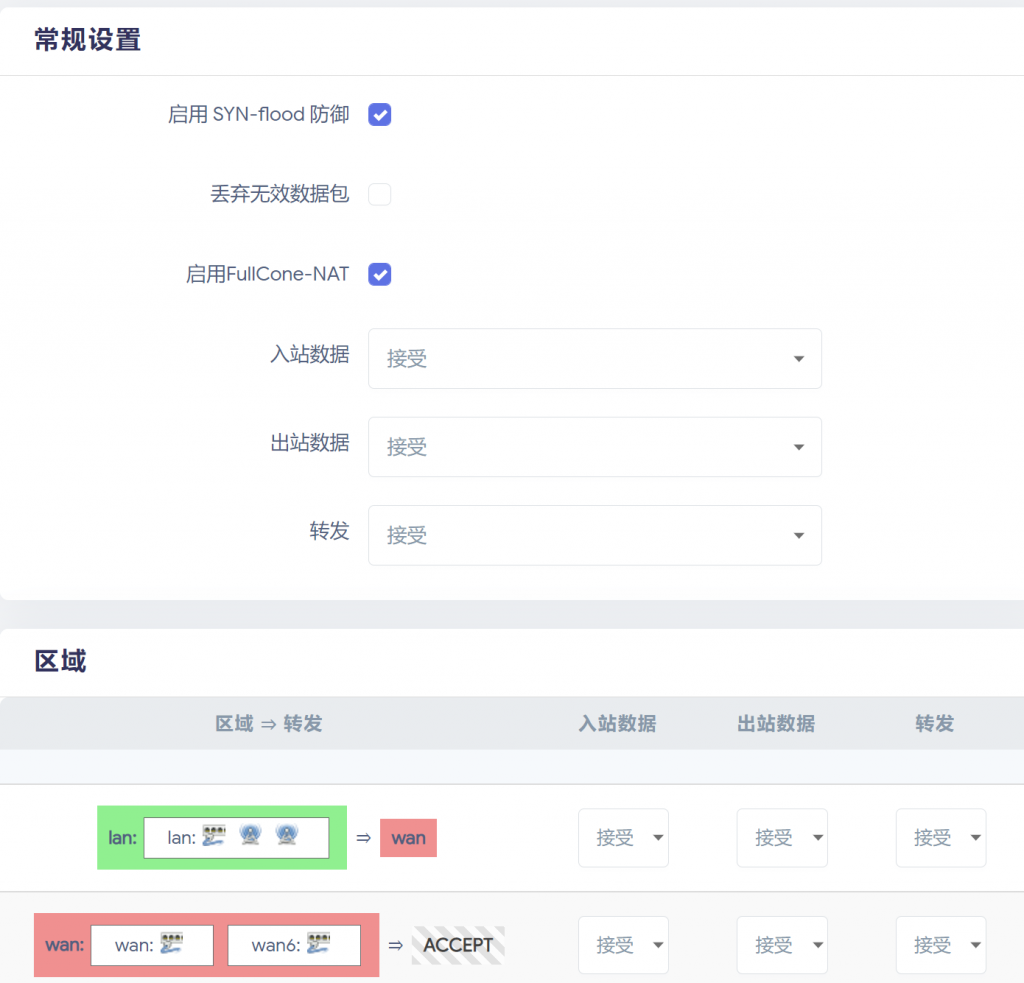 常规设置
启用 SYN-flood 防御
丢弃无效数据包
启用FullCone-NAT
入站数据 接受
出站数据 接受
转发 接受
区域
区域 ⇒ 转发 入站数据 出站数据 转发
lan: lan: ⇒ wan 接受 接受 接受
wan: wan: wan6: ⇒ ACCEPT 接受 接受 接受